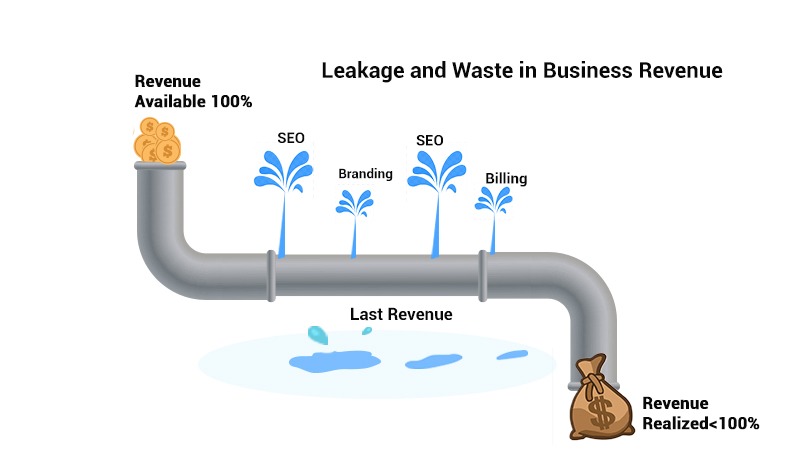 Leakage and Waste in Business Revenue
Revenue
Available 100%
SEO
Branding
SEO
Billing
Last Revenue
Revenue
Realized<100%